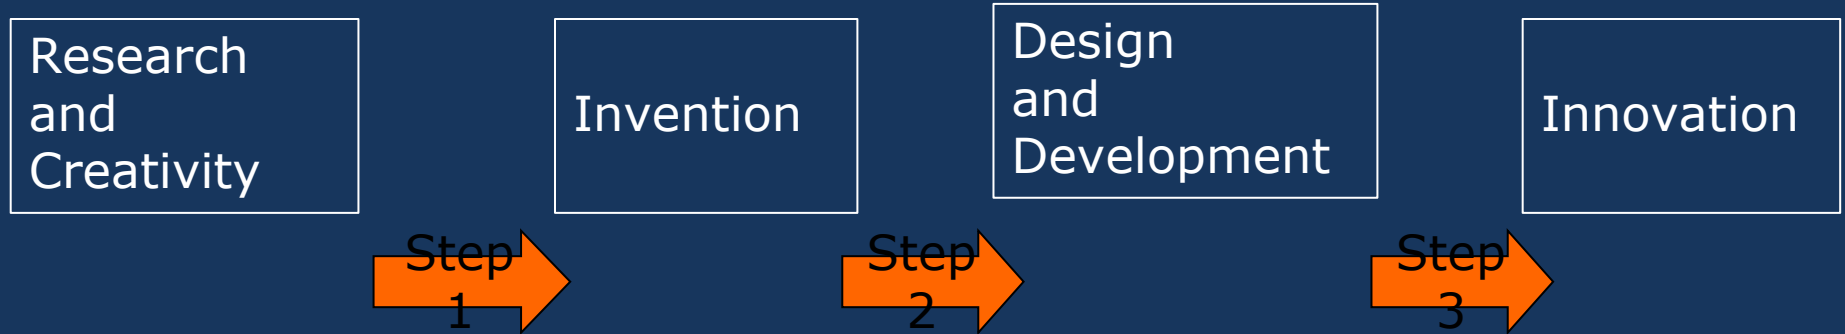 Research
and
Creativity
Invention
Design
and
Development
Innovation
Step
1
Step
2
Step
3